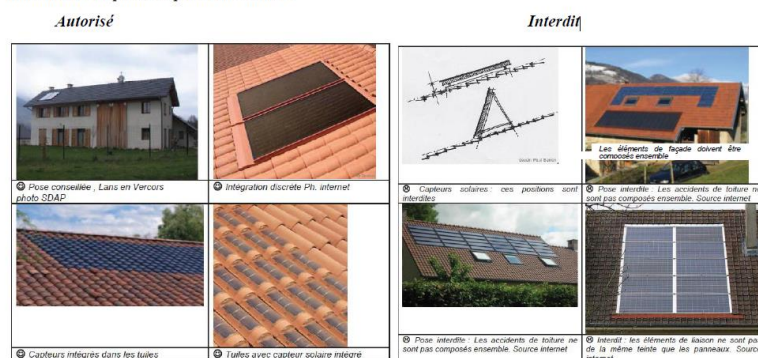 Autorisé
Interdit
Les éléments de façade doivent être
composés ensemble
Pose conseillée , Lans en Vercors
photo SDAP
Intégration discrète Ph. internet
Capteurs solaires : ces positions sont
interdites
Pose interdite : Les accidents de toiture ne
sont pas composés ensemble. Source internet
Capteurs intégrés dans les tuiles
Tuiles avec capteur solaire intégré
Pose interdite : Les accidents de toiture ne
sont pas composés ensemble. Source internet
Interdit : les éléments de liaison ne sont pas
de la même teinte que les panneaux. Source
internet